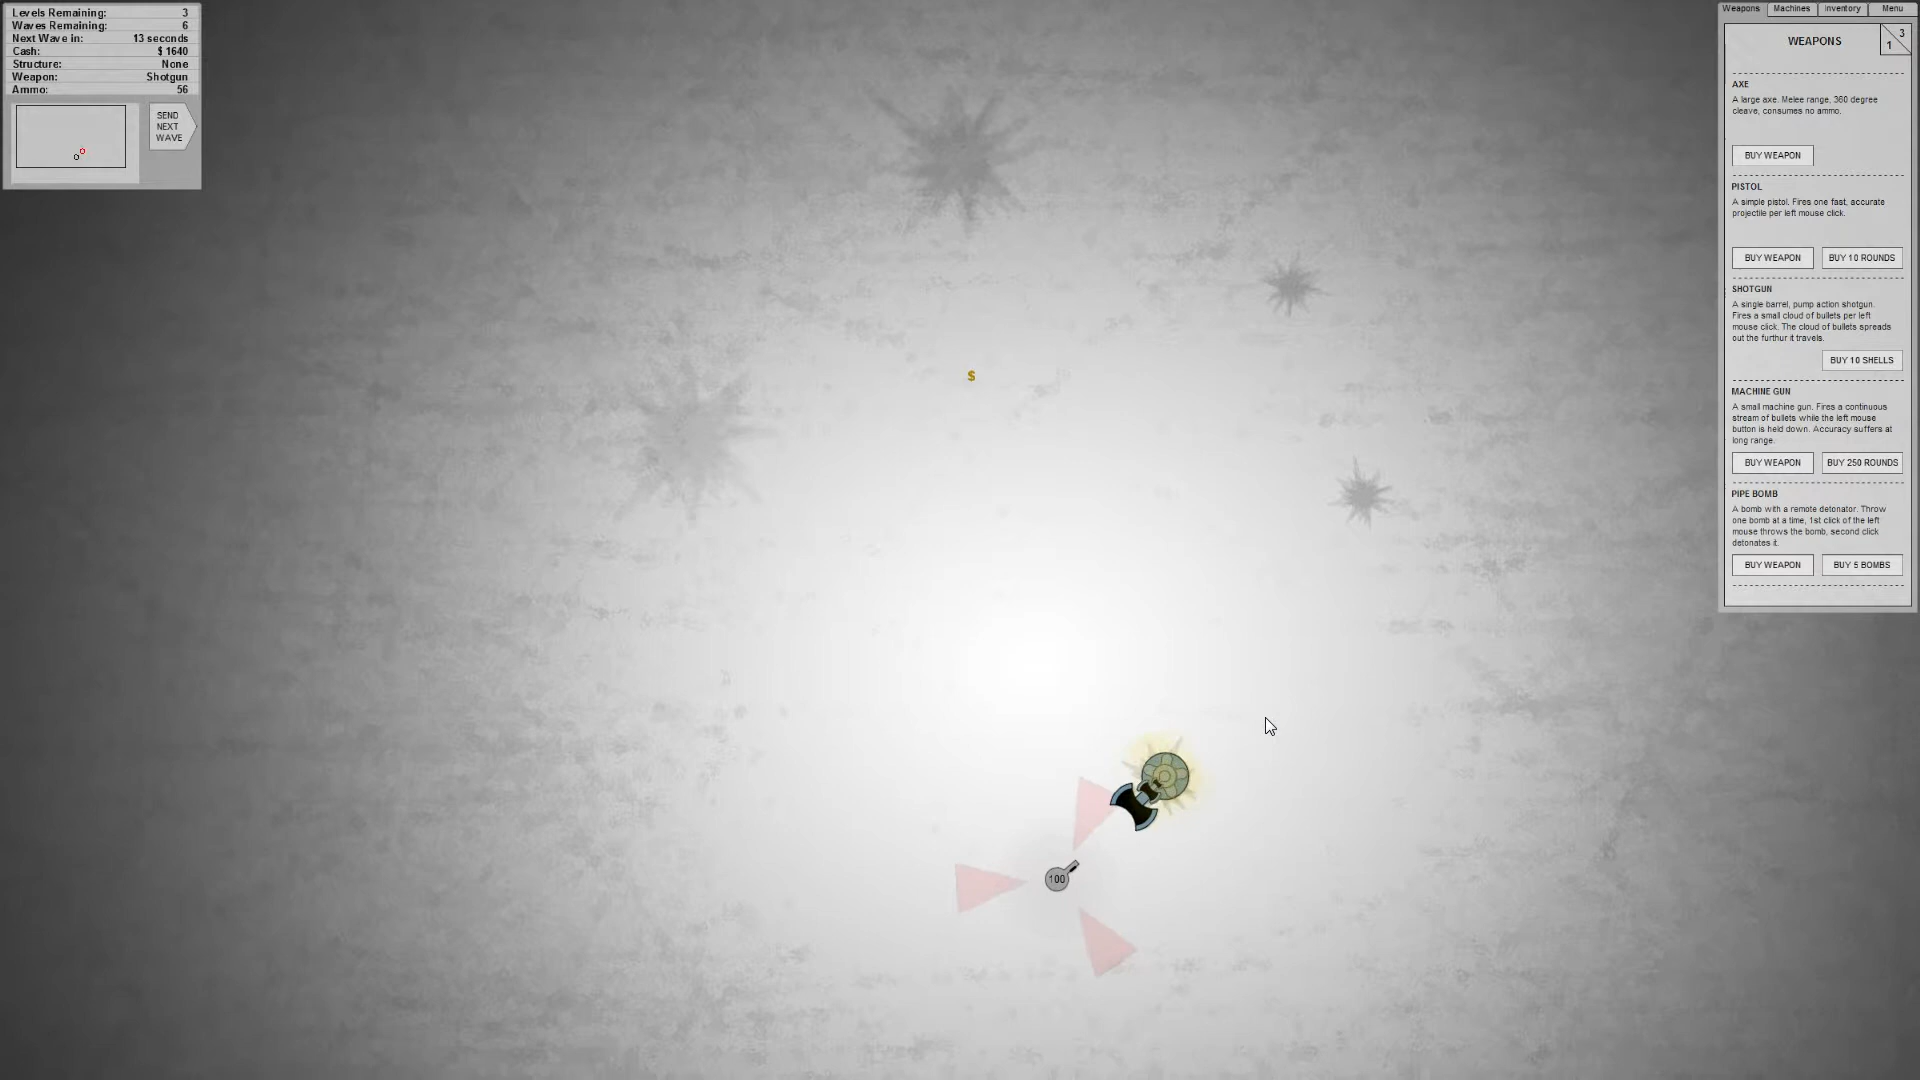 Levels Remaining: 3
Waves Remaining: 6
Next Wave in: 13 seconds
Cash: $ 1640
Structure: None
Weapon: Shotgun
Ammo: 56
SEND
NEXT
WAVE
Weapons Machines Inventory Menu
WEAPONS
1 3
AXE
A large axe. Melee range, 360 degree
cleave, consumes no ammo.
BUY WEAPON
PISTOL
A simple pistol. Fires one fast, accurate
projectile per left mouse click.
BUY WEAPON BUY 10 ROUNDS
SHOTGUN
A single barrel, pump action shotgun.
Fires a small cloud of bullets per left
mouse click. The cloud of bullets spreads
out the furthur it travels.
BUY 10 SHELLS
MACHINE GUN
A small machine gun. Fires a continuous
stream of bullets while the left mouse
button is held down. Accuracy suffers at
long range.
BUY WEAPON BUY 250 ROUNDS
PIPE BOMB
A bomb with a remote detonator. Throw
one bomb at a time, 1st click of the left
mouse throws the bomb, second click
detonates it.
BUY WEAPON BUY 5 BOMBS
$
100